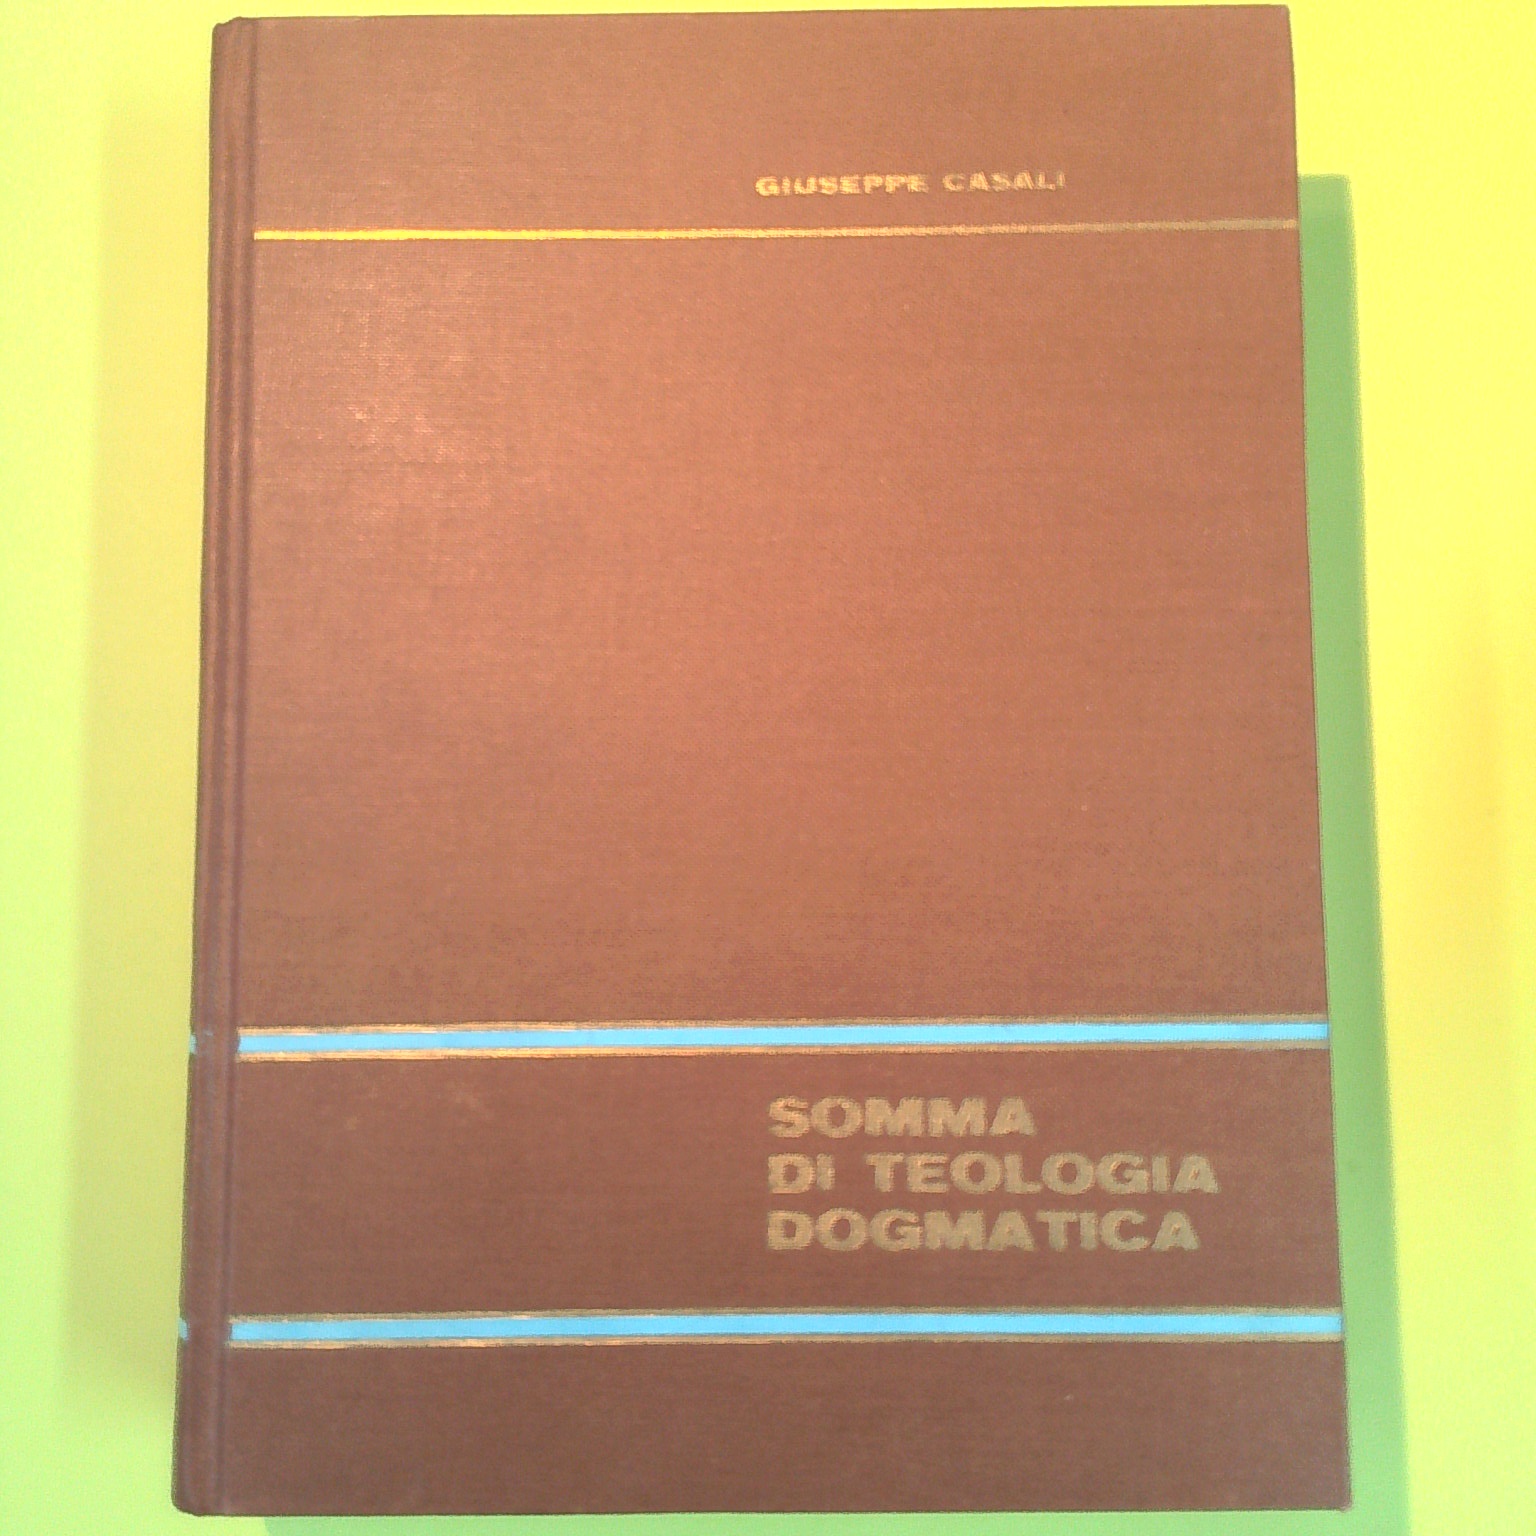 GIUSEPPE CASALI
SOMMA
DI TEOLOGIA
DOGMATICA